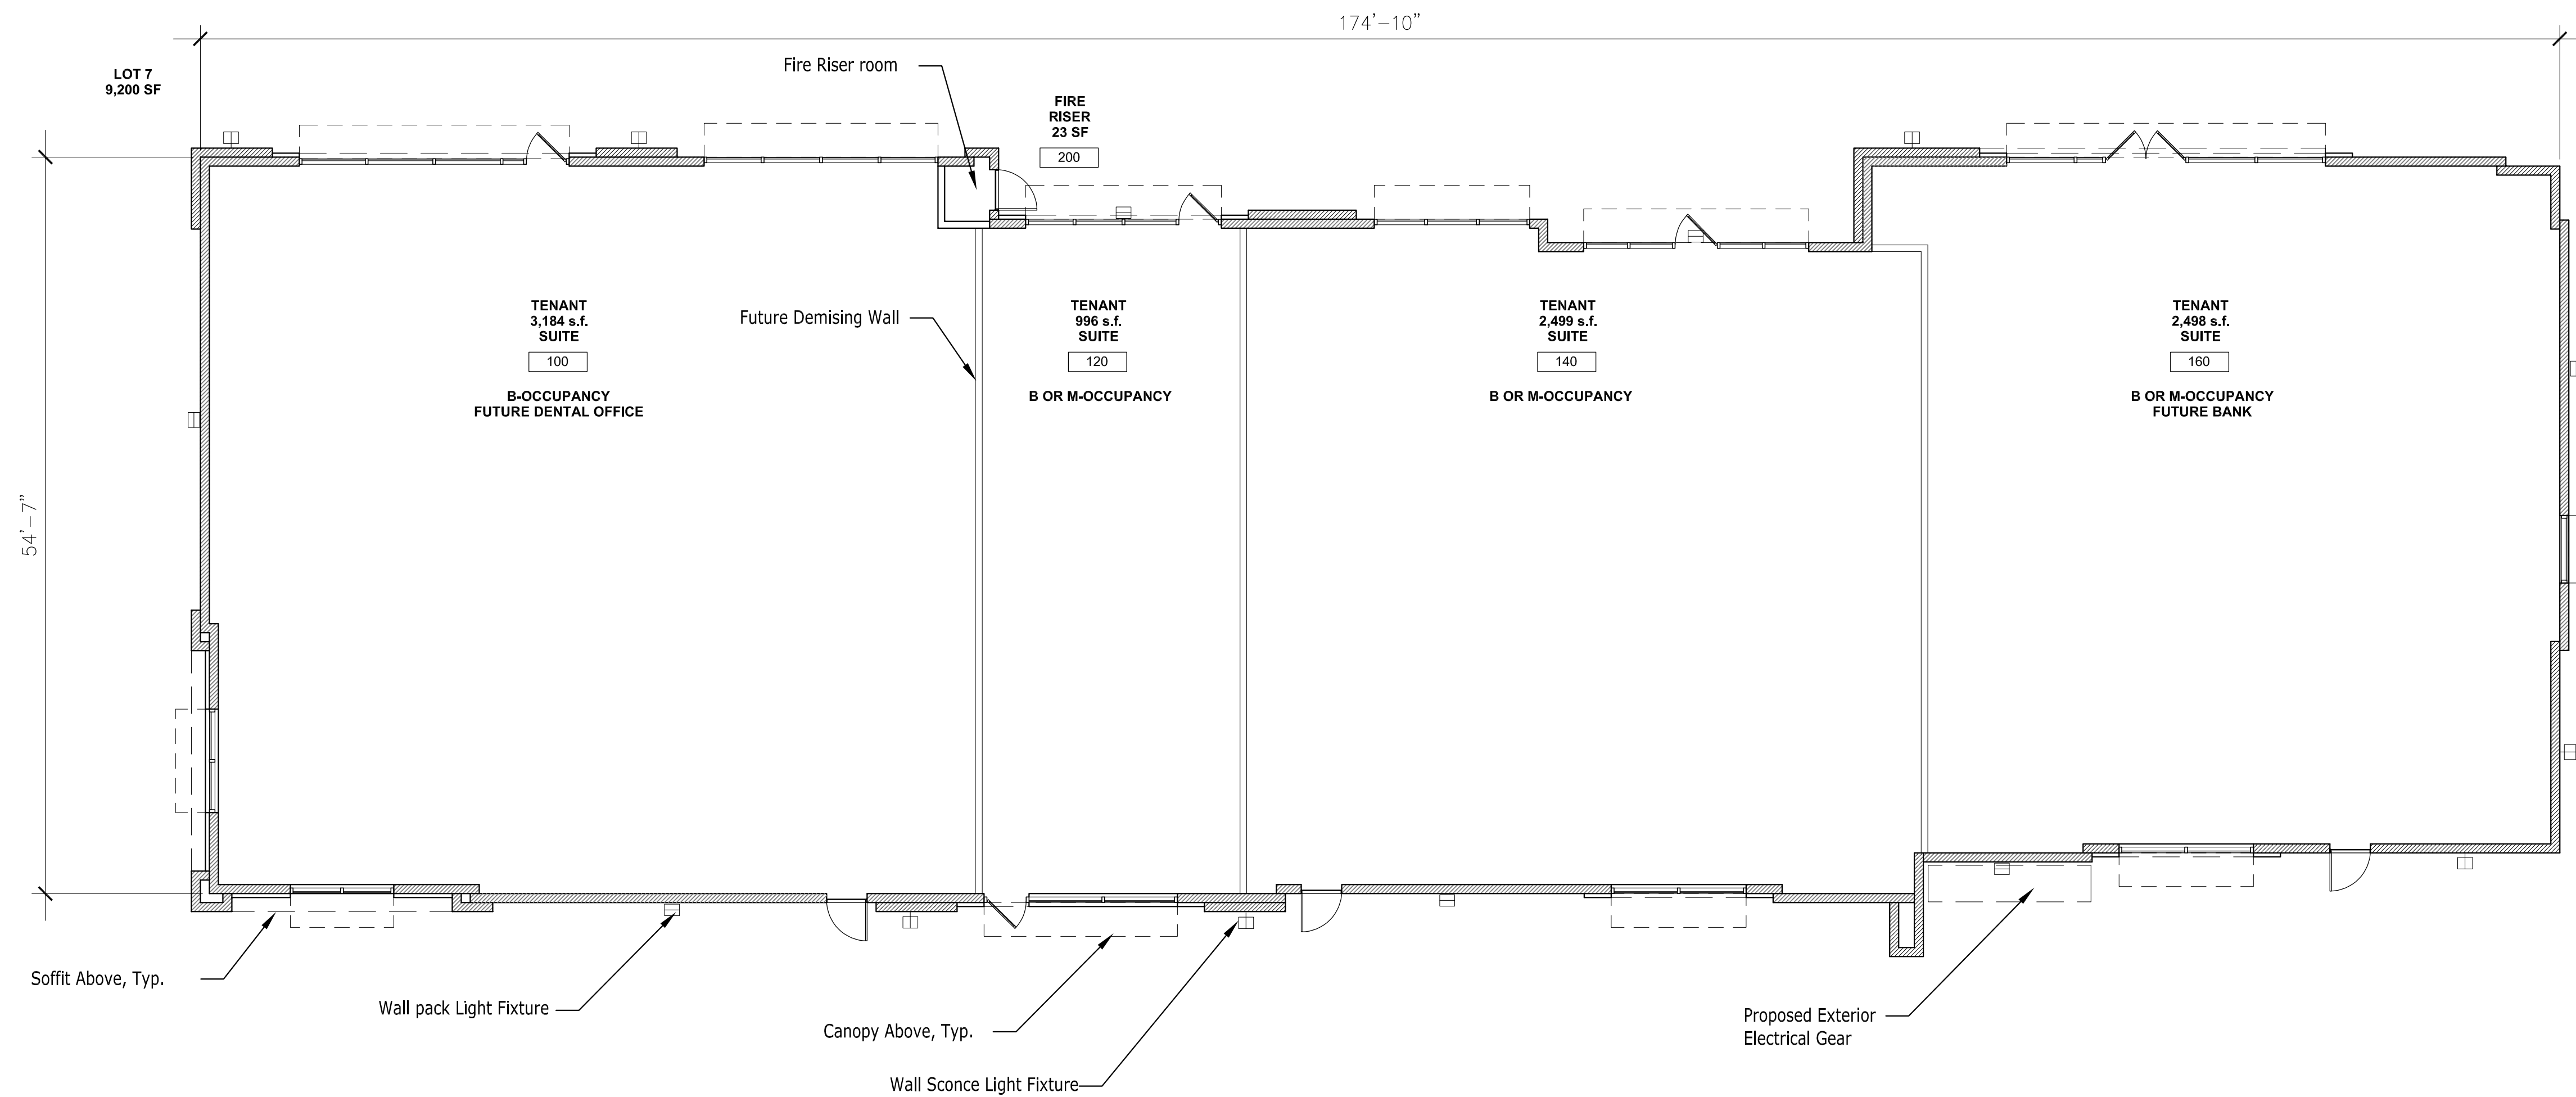 174'-10"
LOT 7
9,200 SF
Fire Riser room
FIRE
RISER
23 SF
200
54'-7"
TENANT
3,184 s.f.
SUITE
100
B-OCCUPANCY
FUTURE DENTAL OFFICE
Future Demising Wall
TENANT
996 s.f.
SUITE
120
B OR M-OCCUPANCY
TENANT
2,499 s.f.
SUITE
140
B OR M-OCCUPANCY
TENANT
2,498 s.f.
SUITE
160
B OR M-OCCUPANCY
FUTURE BANK
Soffit Above, Typ.
Wall pack Light Fixture
Canopy Above, Typ.
Wall Sconce Light Fixture
Proposed Exterior
Electrical Gear